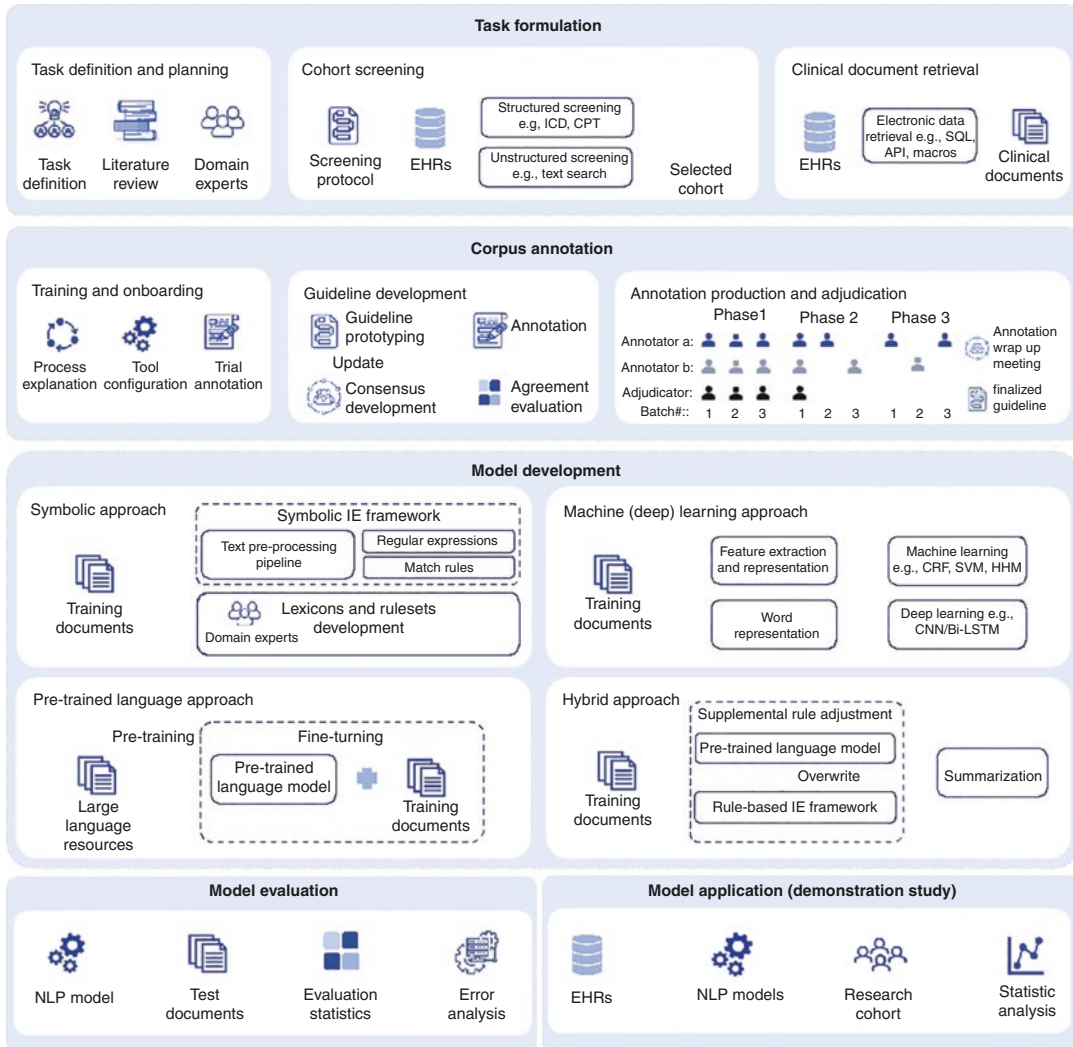 Task formulation
Task definition and planning
Task
definition
Literature
review
Domain
experts
Cohort screening
Screening
protocol
EHRs
Structured screening
e.g, ICD, CPT
Unstructured screening
e.g., text search
Selected
cohort
Clinical document retrieval
EHRs
Electronic data
retrieval e.g., SQL,
API, macros
Clinical
documents
Corpus annotation
Training and onboarding
Process
explanation
Tool
configuration
Trial
annotation
Guideline development
Guideline
prototyping
Annotation
Update
Consensus
development
Agreement
evaluation
Annotation production and adjudication
Phase1 Phase 2 Phase 3
Annotator a:
Annotator b:
Adjudicator:
Batch#:: 1 2 3 1 2 3 1 2 3
Annotation
wrap up
meeting
finalized
guideline
Model development
Symbolic approach
Training
documents
Symbolic IE framework
Text pre-processing
pipeline
Regular expressions
Match rules
Lexicons and rulesets
development
Domain experts
Machine (deep) learning approach
Training
documents
Feature extraction
and representation
Machine learning
e.g., CRF, SVM, HHM
Word
representation
Deep learning e.g.,
CNN/Bi-LSTM
Pre-trained language approach
Pre-training
Large
language
resources
Fine-turning
Pre-trained
language model
Training
documents
Hybrid approach
Training
documents
Supplemental rule adjustment
Pre-trained language model
Overwrite
Rule-based IE framework
Summarization
Model evaluation
NLP model
Test
documents
Evaluation
statistics
Error
analysis
Model application (demonstration study)
EHRs
NLP models
Research
cohort
Statistic
analysis